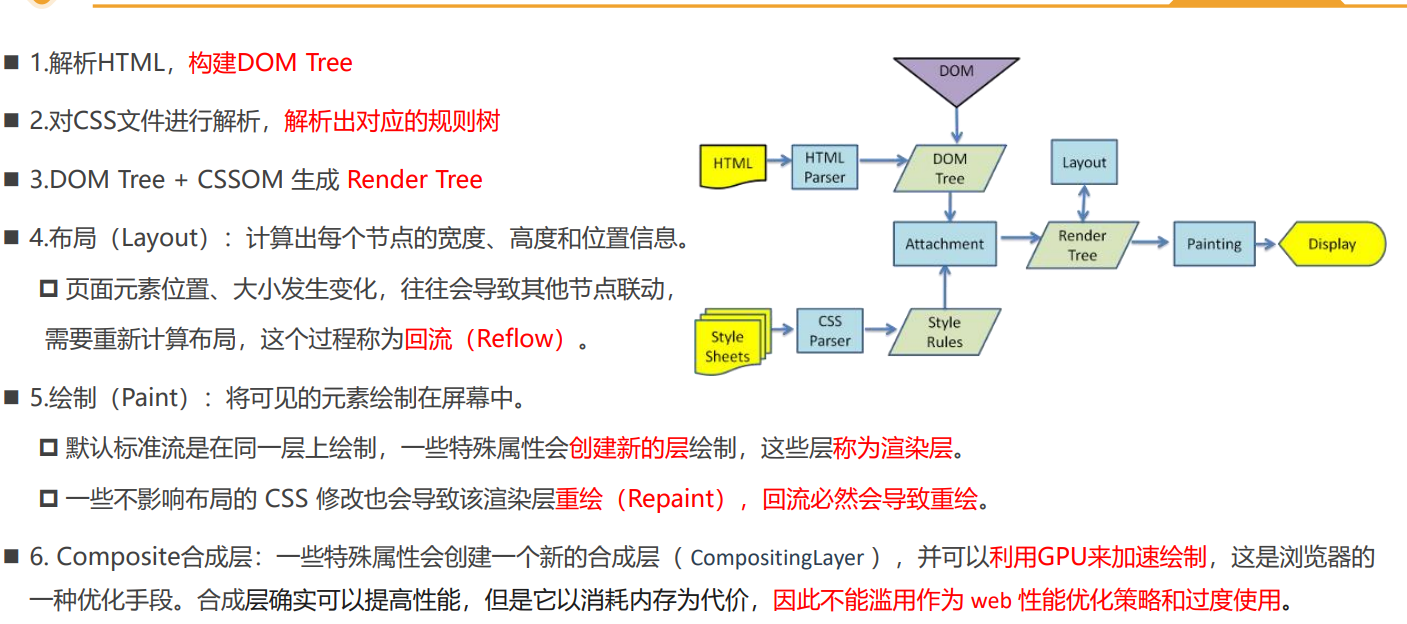 1.解析HTML，构建DOM Tree
2.对CSS文件进行解析，解析出对应的规则树
3.DOM Tree + CSSOM 生成 Render Tree
4.布局（Layout）：计算出每个节点的宽度、高度和位置信息。
页面元素位置、大小发生变化，往往会导致其他节点联动，
需要重新计算布局，这个过程称为回流（Reflow）。
5.绘制（Paint）：将可见的元素绘制在屏幕中。
默认标准流是在同一层上绘制，一些特殊属性会创建新的层绘制，这些层称为渲染层。
一些不影响布局的 CSS 修改也会导致该渲染层重绘（Repaint），回流必然会导致重绘。
6. Composite合成层：一些特殊属性会创建一个新的合成层（ CompositingLayer ），并可以利用GPU来加速绘制，这是浏览器的
一种优化手段。合成层确实可以提高性能，但是它以消耗内存为代价，因此不能滥用作为 web 性能优化策略和过度使用。
DOM
HTML
HTML
Parser
DOM
Tree
Layout
Attachment
Render
Tree
Painting
Display
Style
Sheets
CSS
Parser
Style
Rules